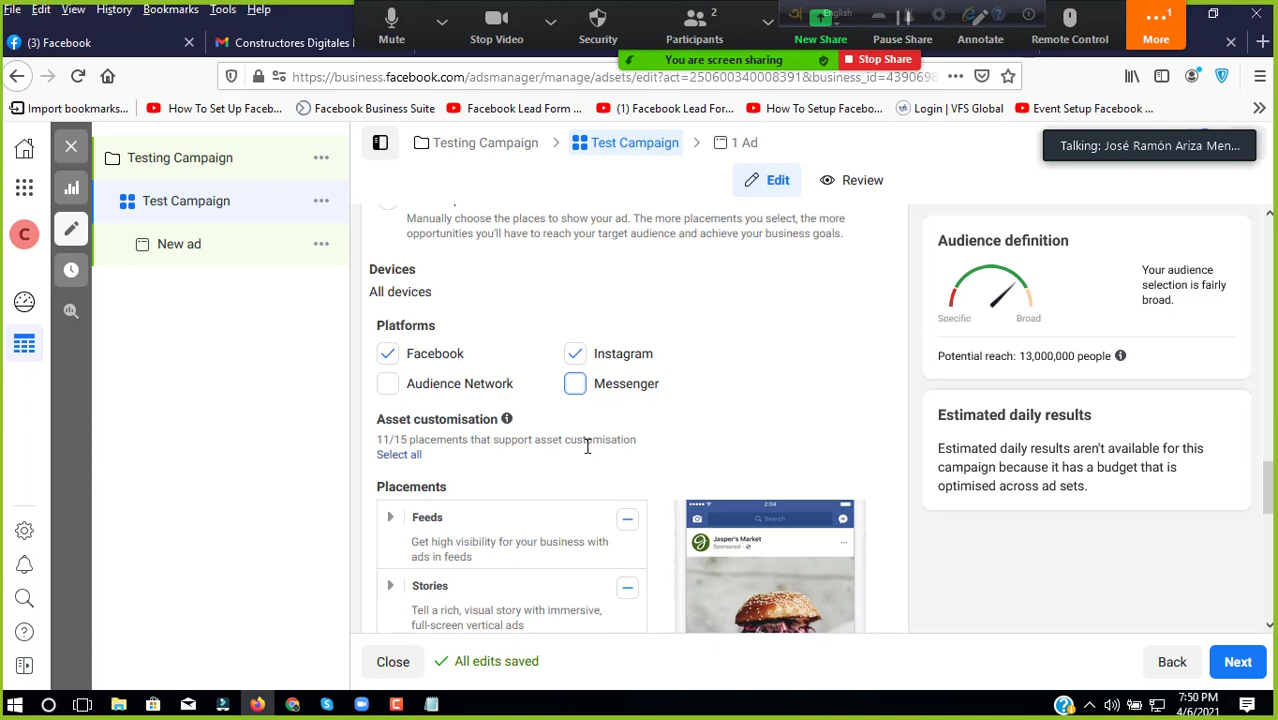 File Edit View History Bookmarks Tools Help
Mute
Stop Video
Security
Participants
2
English
New Share
Pause Share
Annotate
Remote Control
1
More
You are screen sharing
Stop Share
(3) Facebook
Constructores Digitales
https://business.facebook.com/adsmanager/manage/adsets/edit?act=250600340008391&business_id=4390698
Import bookmarks...
How To Set Up Faceb...
Facebook Business Suite
Facebook Lead Form ...
(1) Facebook Lead For...
How To Setup Facebo...
Login | VFS Global
Event Setup Facebook ...
Testing Campaign
Test Campaign
1 Ad
Talking: José Ramón Ariza Men...
Edit
Review
C
Testing Campaign
Test Campaign
New ad
Manually choose the places to show your ad. The more placements you select, the more
opportunities you'll have to reach your target audience and achieve your business goals.
Devices
All devices
Platforms
Facebook
Instagram
Audience Network
Messenger
Asset customisation
11/15 placements that support asset customisation
Select all
Placements
Feeds
Get high visibility for your business with
ads in feeds
Stories
Tell a rich, visual story with immersive,
full-screen vertical ads
2:04
Search
Jasper's Market
Sponsored
Audience definition
Specific
Broad
Your audience
selection is fairly
broad.
Potential reach: 13,000,000 people
Estimated daily results
Estimated daily results aren't available for this
campaign because it has a budget that is
optimised across ad sets.
Close
All edits saved
Back
Next
7:50 PM
4/6/2021